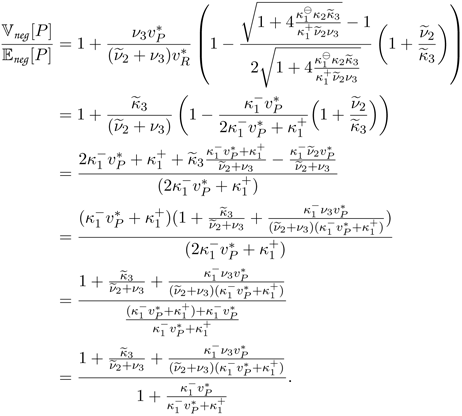 \frac{\mathbb{V}_{neg}[P]}{\mathbb{E}_{neg}[P]} = 1 + \frac{\nu_3 v_P^*}{(\widetilde{\nu}_2 + \nu_3) v_R^*} \left( 1 - \frac{\sqrt{1 + 4\frac{\kappa_1^{\ominus} \kappa_2 \widetilde{\kappa}_3}{\kappa_1^+ \widetilde{\nu}_2 \nu_3}} - 1}{2\sqrt{1 + 4\frac{\kappa_1^{\ominus} \kappa_2 \widetilde{\kappa}_3}{\kappa_1^+ \widetilde{\nu}_2 \nu_3}}} \left( 1 + \frac{\widetilde{\nu}_2}{\widetilde{\kappa}_3} \right) \right)
= 1 + \frac{\widetilde{\kappa}_3}{(\widetilde{\nu}_2 + \nu_3)} \left( 1 - \frac{\kappa_1^- v_P^*}{2\kappa_1^- v_P^* + \kappa_1^+} \left( 1 + \frac{\widetilde{\nu}_2}{\widetilde{\kappa}_3} \right) \right)
= \frac{2\kappa_1^- v_P^* + \kappa_1^+ + \widetilde{\kappa}_3 \frac{\kappa_1^- v_P^* + \kappa_1^+}{\widetilde{\nu}_2 + \nu_3} - \frac{\kappa_1^- \widetilde{\nu}_2 v_P^*}{\widetilde{\nu}_2 + \nu_3}}{(2\kappa_1^- v_P^* + \kappa_1^+)}
= \frac{(\kappa_1^- v_P^* + \kappa_1^+)(1 + \frac{\widetilde{\kappa}_3}{\widetilde{\nu}_2 + \nu_3} + \frac{\kappa_1^- \nu_3 v_P^*}{(\widetilde{\nu}_2 + \nu_3)(\kappa_1^- v_P^* + \kappa_1^+)})}{(2\kappa_1^- v_P^* + \kappa_1^+)}
= \frac{1 + \frac{\widetilde{\kappa}_3}{\widetilde{\nu}_2 + \nu_3} + \frac{\kappa_1^- \nu_3 v_P^*}{(\widetilde{\nu}_2 + \nu_3)(\kappa_1^- v_P^* + \kappa_1^+)}}{\frac{(\kappa_1^- v_P^* + \kappa_1^+) + \kappa_1^- v_P^*}{\kappa_1^- v_P^* + \kappa_1^+}}
= \frac{1 + \frac{\widetilde{\kappa}_3}{\widetilde{\nu}_2 + \nu_3} + \frac{\kappa_1^- \nu_3 v_P^*}{(\widetilde{\nu}_2 + \nu_3)(\kappa_1^- v_P^* + \kappa_1^+)}}{1 + \frac{\kappa_1^- v_P^*}{\kappa_1^- v_P^* + \kappa_1^+}}.